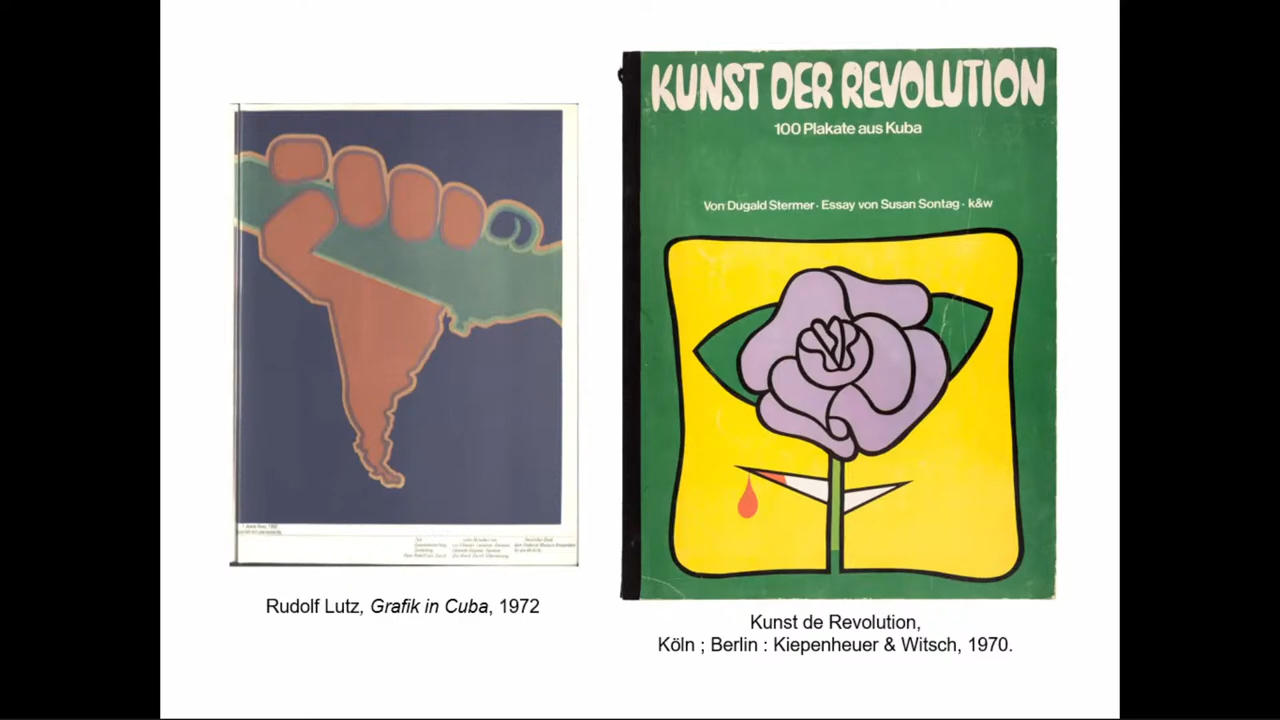 KUNST DER REVOLUTION
100 Plakate aus Kuba
Von Dugald Stermer · Essay von Susan Sontag · k&w
Rudolf Lutz, Grafik in Cuba, 1972
Kunst de Revolution,
Köln ; Berlin : Kiepenheuer & Witsch, 1970.